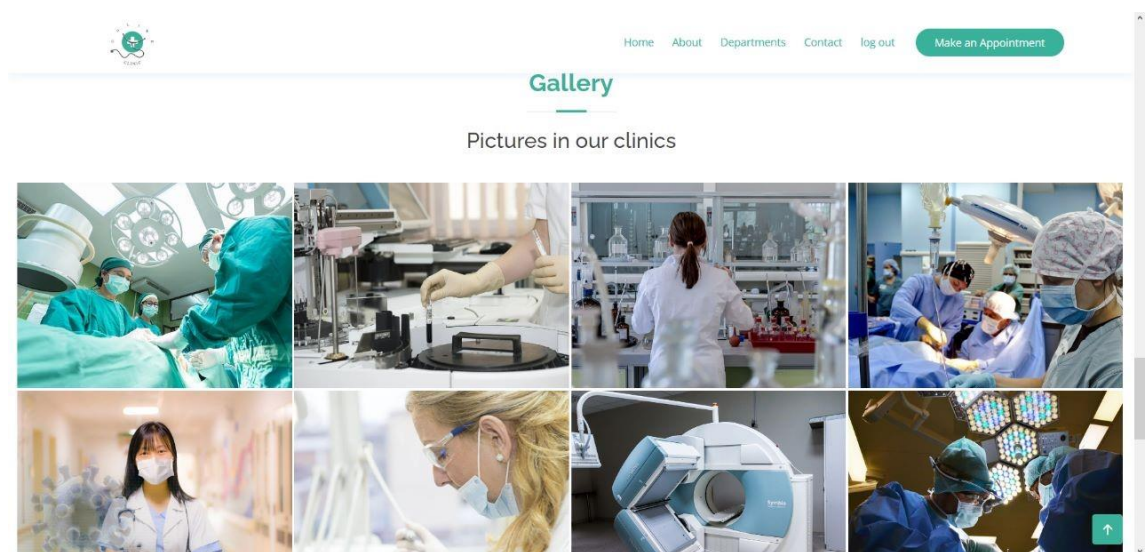 Home About Departments Contact log out Make an Appointment
Gallery
Pictures in our clinics